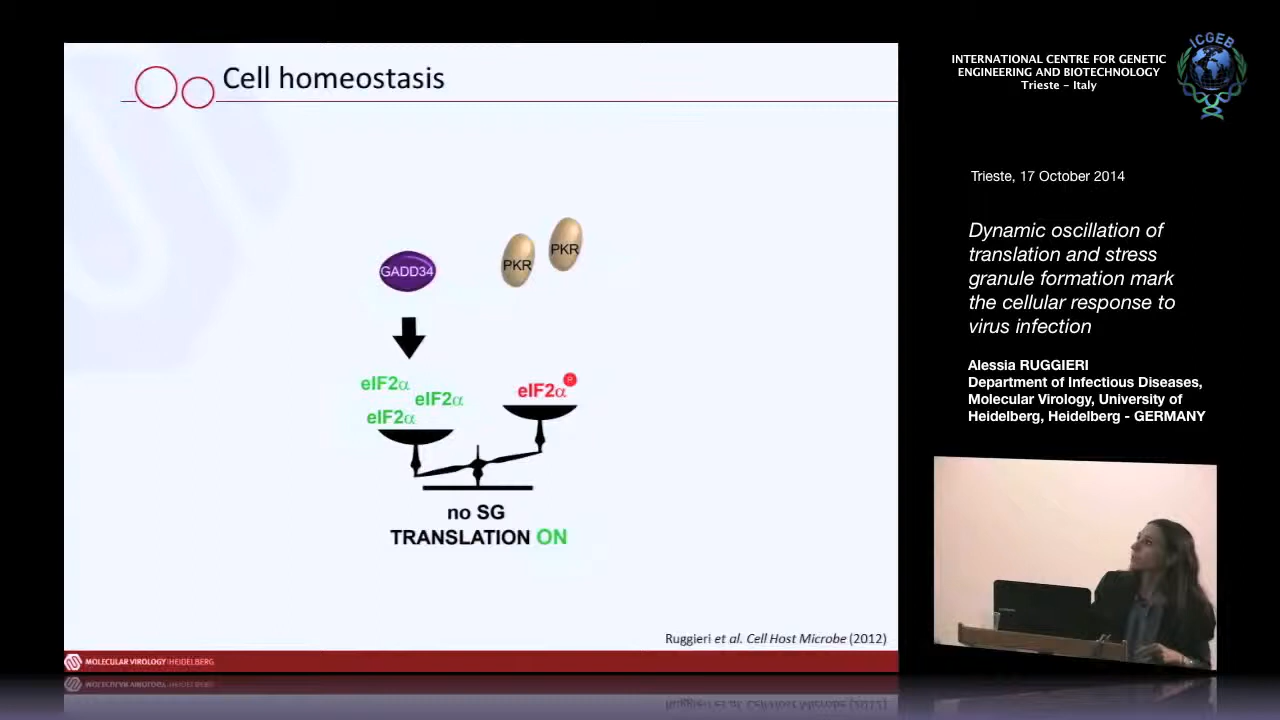 Cell homeostasis
GADD34
PKR
PKR
eIF2α
eIF2α
eIF2α
eIF2α
P
no SG
TRANSLATION ON
Ruggieri et al. Cell Host Microbe (2012)
MOLECULAR VIROLOGY | HEIDELBERG
INTERNATIONAL CENTRE FOR GENETIC
ENGINEERING AND BIOTECHNOLOGY
Trieste – Italy
ICGEB
Trieste, 17 October 2014
Dynamic oscillation of
translation and stress
granule formation mark
the cellular response to
virus infection
Alessia RUGGIERI
Department of Infectious Diseases,
Molecular Virology, University of
Heidelberg, Heidelberg - GERMANY